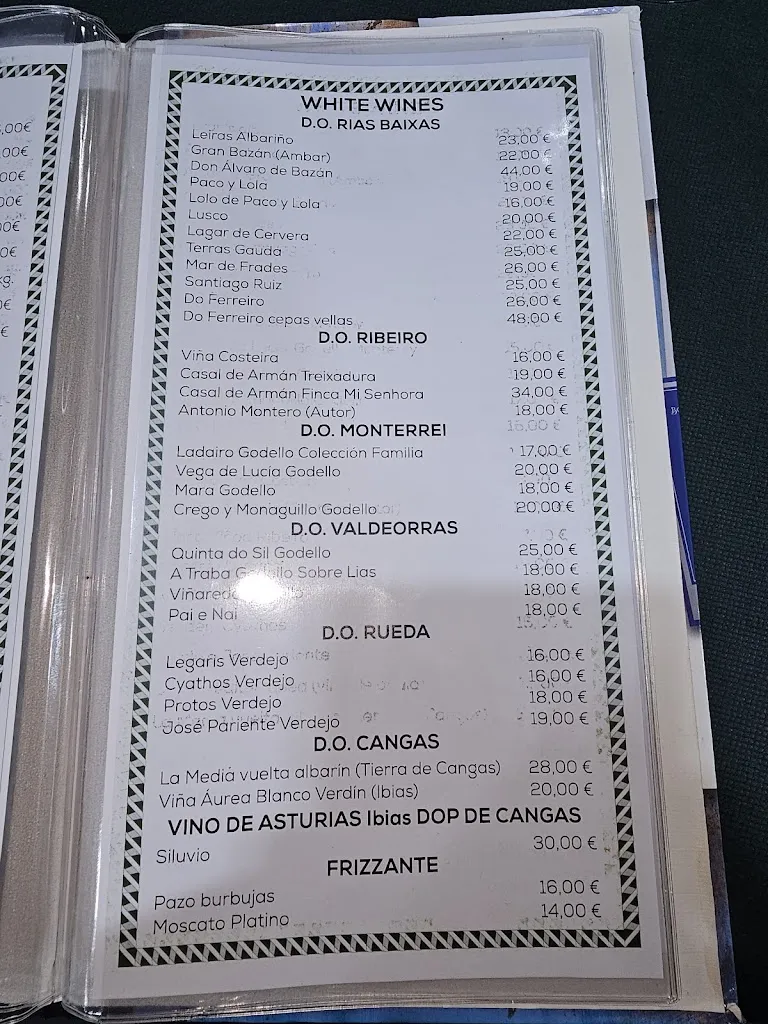 WHITE WINES
D.O. RIAS BAIXAS
Leiras Albariño 23,00 €
Gran Bazán (Ambar) 22,00 €
Don Álvaro de Bazán 44,00 €
Paco y Lola 19,00 €
Lolo de Paco y Lola 16,00 €
Lusco 20,00 €
Lagar de Cervera 22,00 €
Terras Gauda 25,00 €
Mar de Frades 26,00 €
Santiago Ruiz 25,00 €
Do Ferreiro 26,00 €
Do Ferreiro cepas vellas 48,00 €
D.O. RIBEIRO
Viña Costeira 16,00 €
Casal de Armán Treixadura 19,00 €
Casal de Armán Finca Mi Senhora 34,00 €
Antonio Montero (Autor) 18,00 €
D.O. MONTERREI
Ladairo Godello Colección Familia 17,00 €
Vega de Lucía Godello 20,00 €
Mara Godello 18,00 €
Crego y Monaguillo Godello 20,00 €
D.O. VALDEORRAS
Quinta do Sil Godello 25,00 €
A Traba Godello Sobre Lias 18,00 €
18,00 €
Pai e Nai 18,00 €
D.O. RUEDA
Legaris Verdejo 16,00 €
Cyathos Verdejo 16,00 €
Protos Verdejo 18,00 €
José Pariente Verdejo 19,00 €
D.O. CANGAS
La Mediá vuelta albarín (Tierra de Cangas) 28,00 €
Viña Áurea Blanco Verdín (Ibias) 20,00 €
VINO DE ASTURIAS Ibias DOP DE CANGAS
Siluvio 30,00 €
FRIZZANTE
Pazo burbujas 16,00 €
Moscato Platino 14,00 €